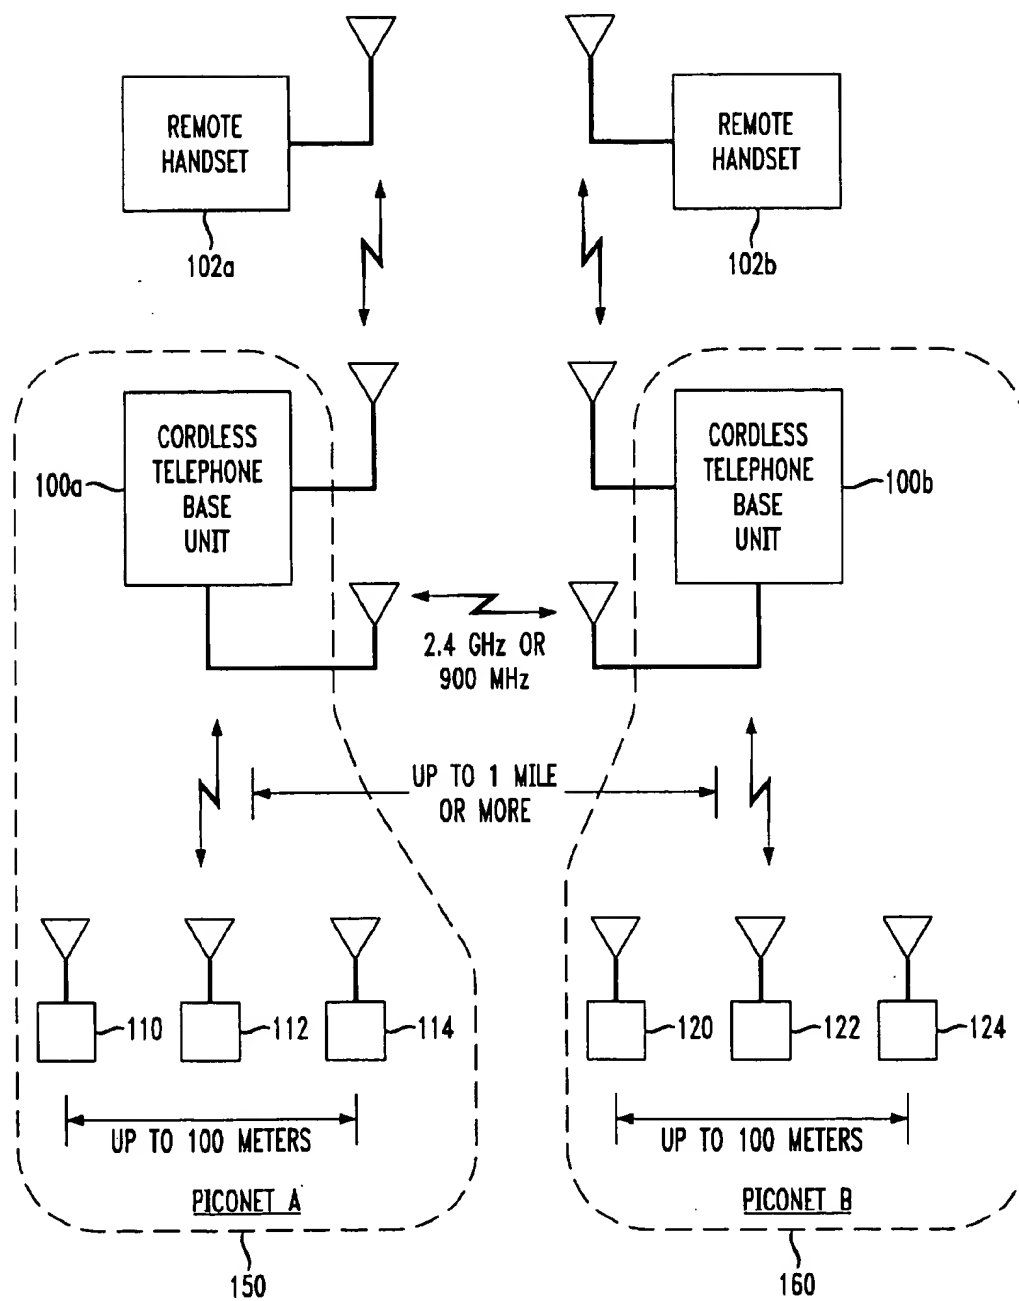 REMOTE
HANDSET
REMOTE
HANDSET
102a
102b
CORDLESS
TELEPHONE
BASE
UNIT
100a
CORDLESS
TELEPHONE
BASE
UNIT
100b
2.4 GHz OR
900 MHz
UP TO 1 MILE
OR MORE
110
112
114
120
122
124
UP TO 100 METERS
UP TO 100 METERS
PICONET A
PICONET B
150
160